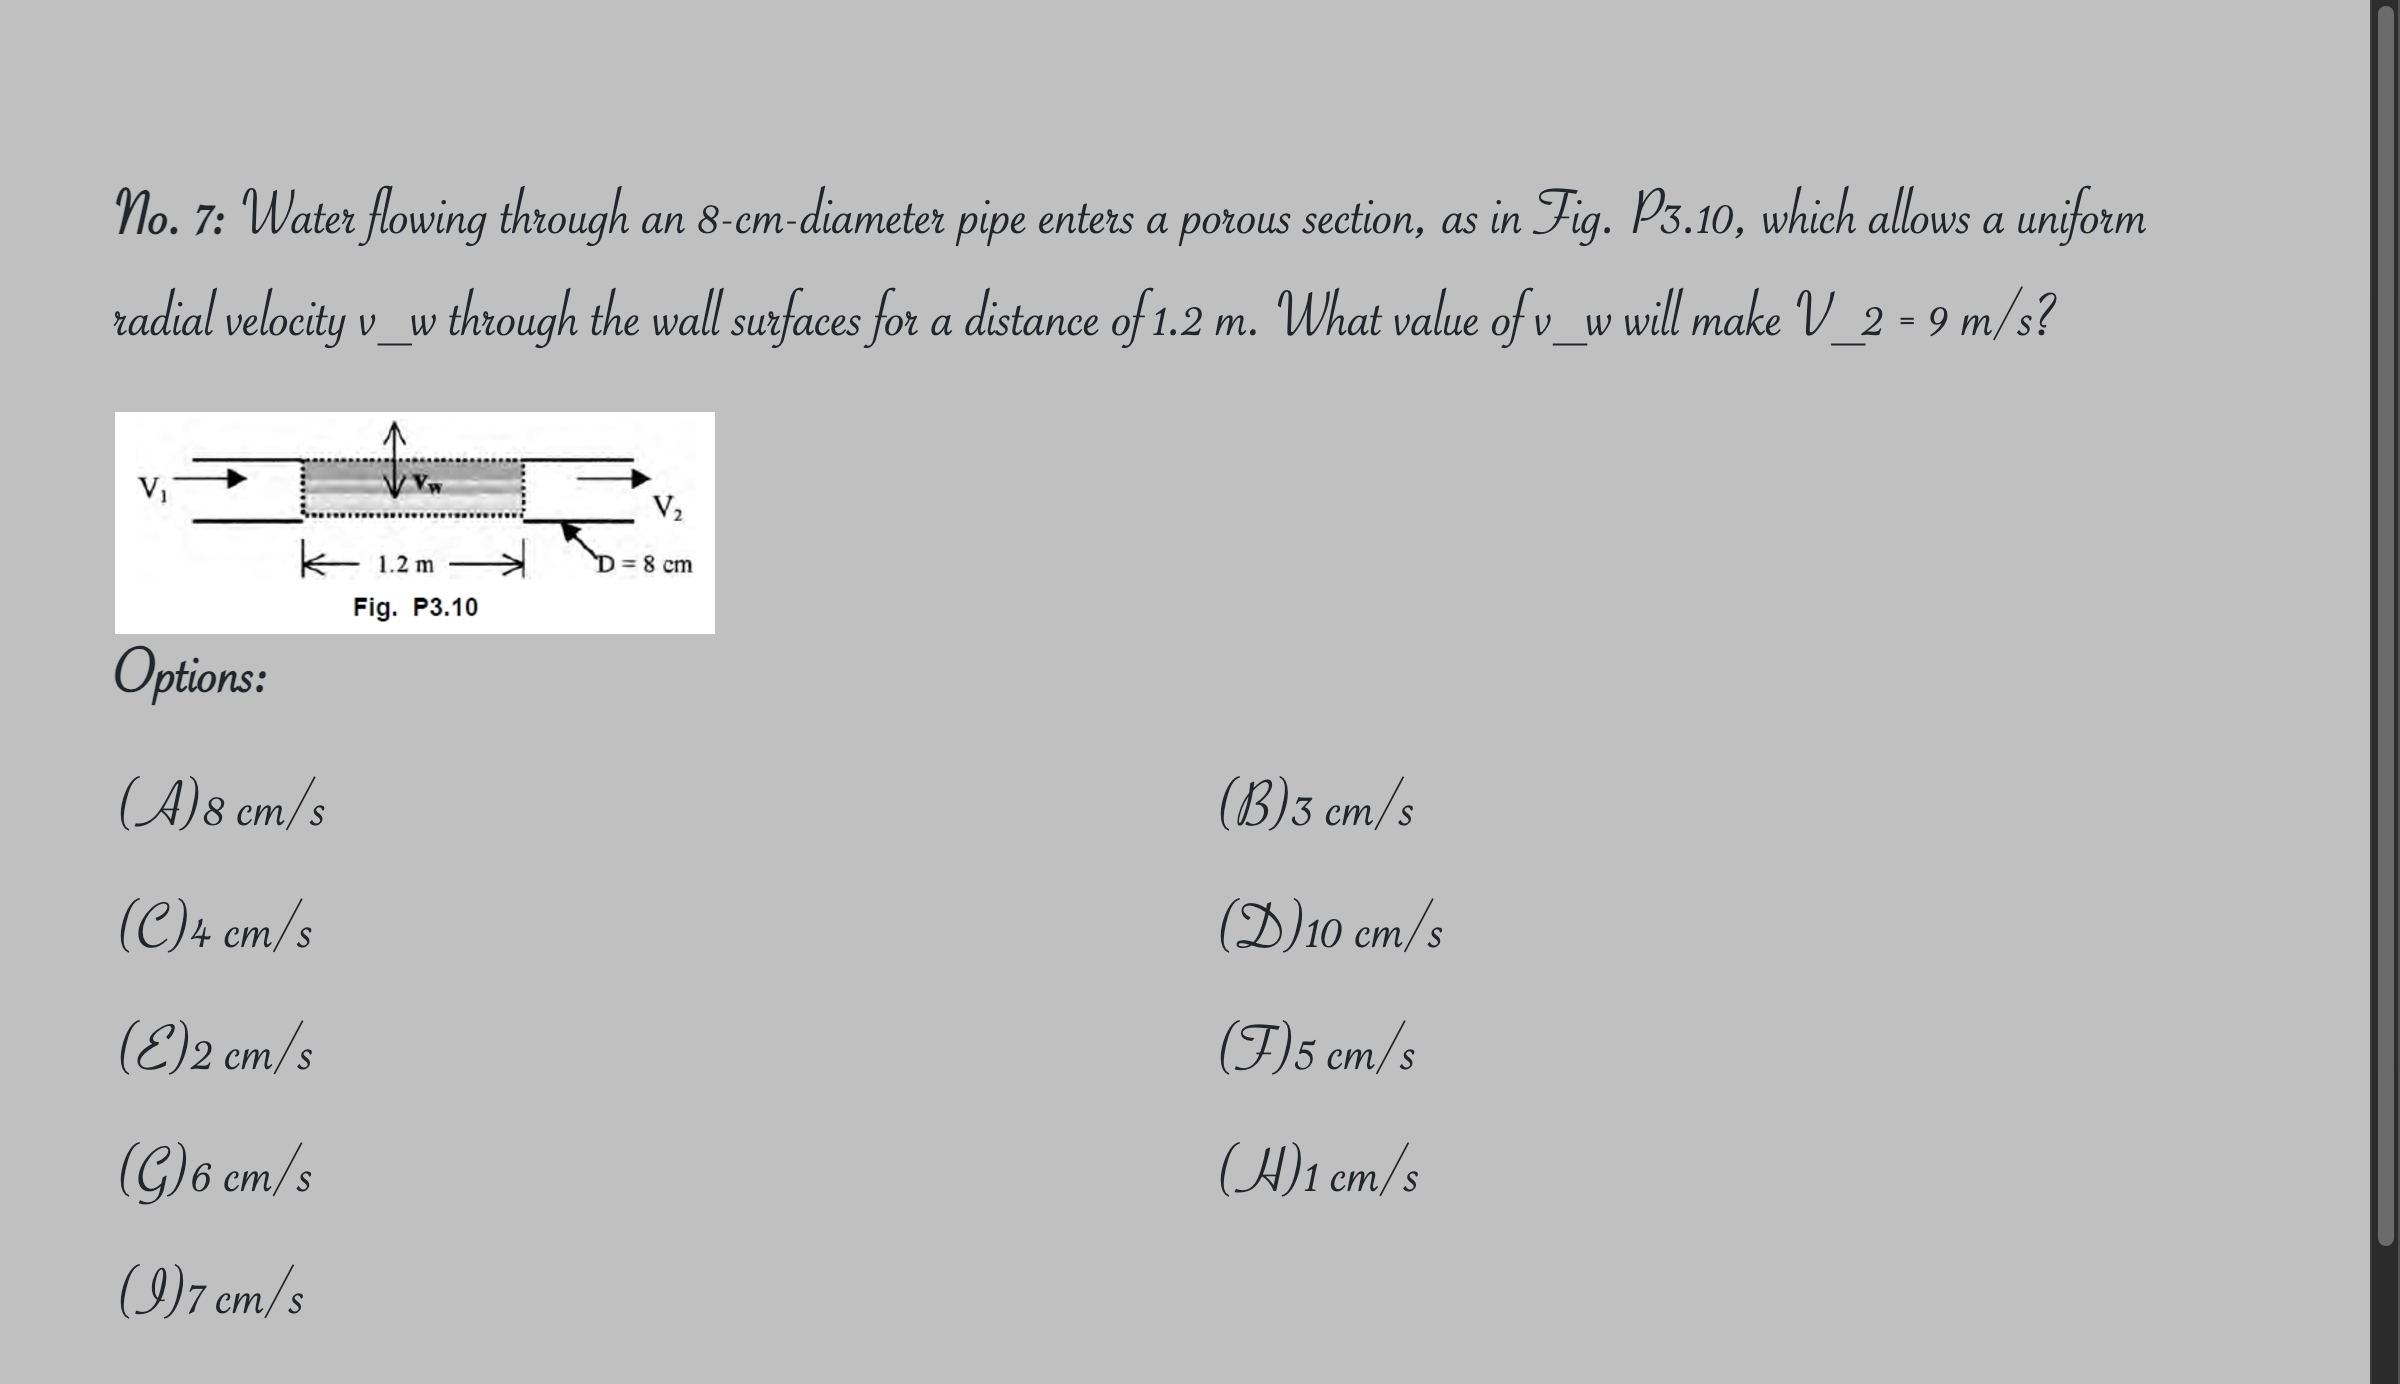 No. 7: Water flowing through an 8-cm-diameter pipe enters a porous section, as in Fig. P3.10, which allows a uniform
radial velocity v_w through the wall surfaces for a distance of 1.2 m. What value of v_w will make V_2 = 9 m/s?
V1
vw
V2
1.2 m
D = 8 cm
Fig. P3.10
Options:
(A)8 cm/s
(B)3 cm/s
(C)4 cm/s
(D)10 cm/s
(E)2 cm/s
(F)5 cm/s
(G)6 cm/s
(H)1 cm/s
(I)7 cm/s